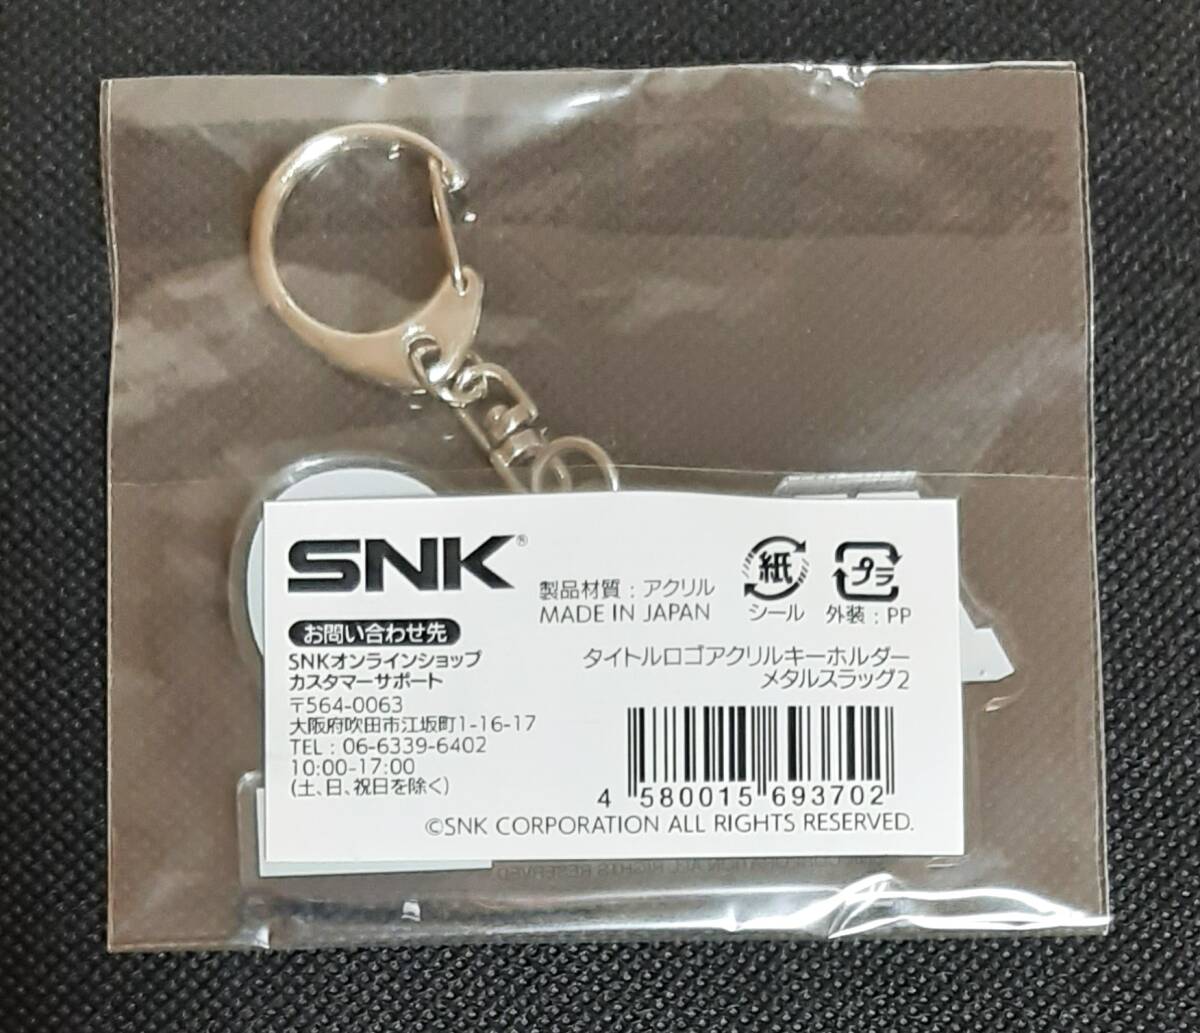 SNK®
お問い合わせ先
SNKオンラインショップ
カスタマーサポート
〒564-0063
大阪府吹田市江坂町1-16-17
TEL : 06-6339-6402
10:00-17:00
(土、日、祝日を除く)
製品材質 : アクリル
MADE IN JAPAN
紙
シール
プラ
外装 : PP
タイトルロゴアクリルキーホルダー
メタルスラッグ2
4 580015 693702
©SNK CORPORATION ALL RIGHTS RESERVED.
CORPORATION ALL RIGHTS RESERVED